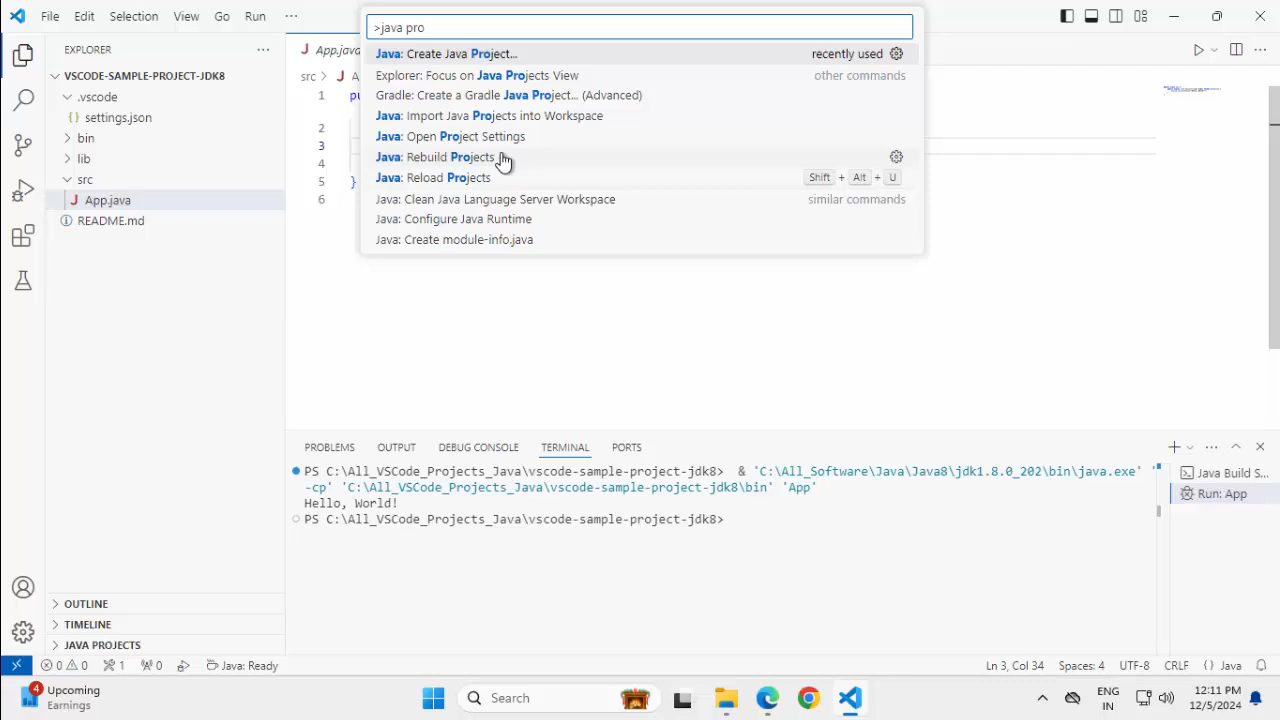 File Edit Selection View Go Run ···
>java pro
Java: Create Java Project... recently used
Explorer: Focus on Java Projects View other commands
Gradle: Create a Gradle Java Project... (Advanced)
Java: Import Java Projects into Workspace
Java: Open Project Settings
Java: Rebuild Projects
Java: Reload Projects Shift + Alt + U
Java: Clean Java Language Server Workspace similar commands
Java: Configure Java Runtime
Java: Create module-info.java
EXPLORER ···
VSCODE-SAMPLE-PROJECT-JDK8
.vscode
{} settings.json
bin
lib
src
J App.java
README.md
OUTLINE
TIMELINE
JAVA PROJECTS
J App.java
src > J
1 pu
2
3
4
5 }
6
PROBLEMS OUTPUT DEBUG CONSOLE TERMINAL PORTS
PS C:\All_VSCode_Projects_Java\vscode-sample-project-jdk8> & 'C:\All_Software\Java\Java8\jdk1.8.0_202\bin\java.exe' '
-cp' 'C:\All_VSCode_Projects_Java\vscode-sample-project-jdk8\bin' 'App'
Hello, World!
PS C:\All_VSCode_Projects_Java\vscode-sample-project-jdk8>
Java Build S...
Run: App
0 0 1 0 Java: Ready Ln 3, Col 34 Spaces: 4 UTF-8 CRLF {} Java
4 Upcoming
Earnings
Search
ENG
IN
12:11 PM
12/5/2024